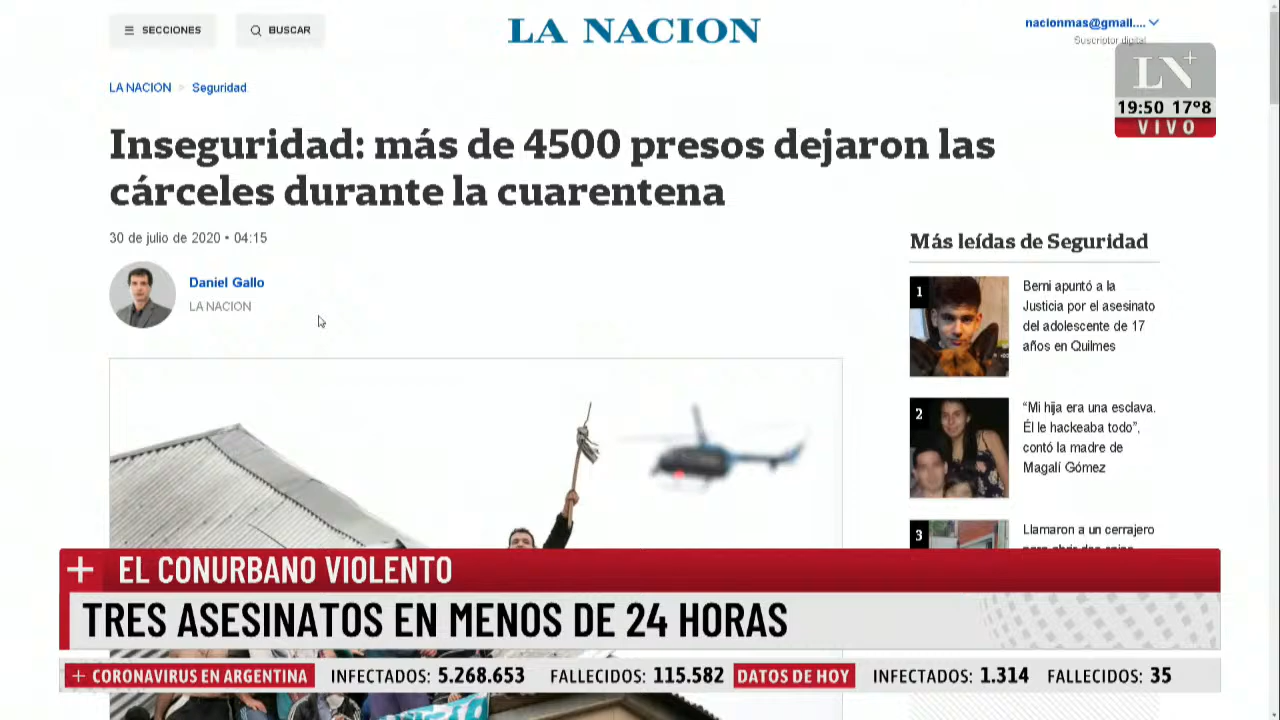 SECCIONES
BUSCAR
LA NACION
nacionmas@gmail....
Suscriptor digital
LN+
19:50 17°8
VIVO
LA NACION > Seguridad
Inseguridad: más de 4500 presos dejaron las
cárceles durante la cuarentena
30 de julio de 2020 • 04:15
Daniel Gallo
LA NACION
Más leídas de Seguridad
1
Berni apuntó a la
Justicia por el asesinato
del adolescente de 17
años en Quilmes
2
“Mi hija era una esclava.
Él le hackeaba todo”,
contó la madre de
Magalí Gómez
3
Llamaron a un cerrajero
+ EL CONURBANO VIOLENTO
TRES ASESINATOS EN MENOS DE 24 HORAS
+ CORONAVIRUS EN ARGENTINA INFECTADOS: 5.268.653 FALLECIDOS: 115.582 DATOS DE HOY INFECTADOS: 1.314 FALLECIDOS: 35